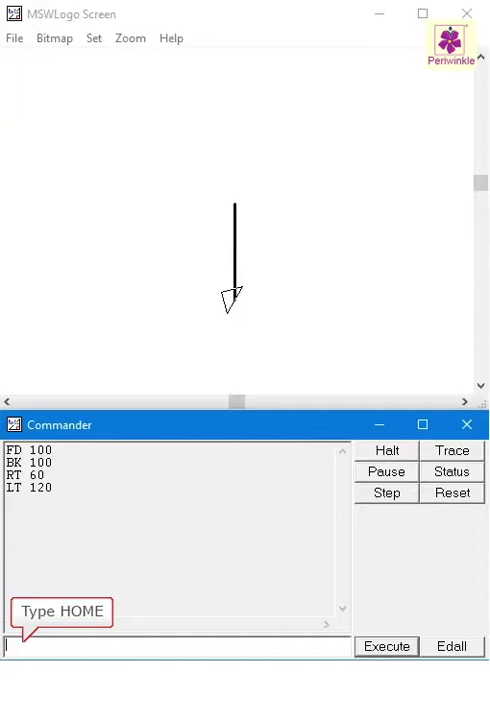 MSWLogo Screen
File Bitmap Set Zoom Help
Periwinkle
Commander
FD 100
BK 100
RT 60
LT 120
Halt Trace
Pause Status
Step Reset
Type HOME
Execute Edall